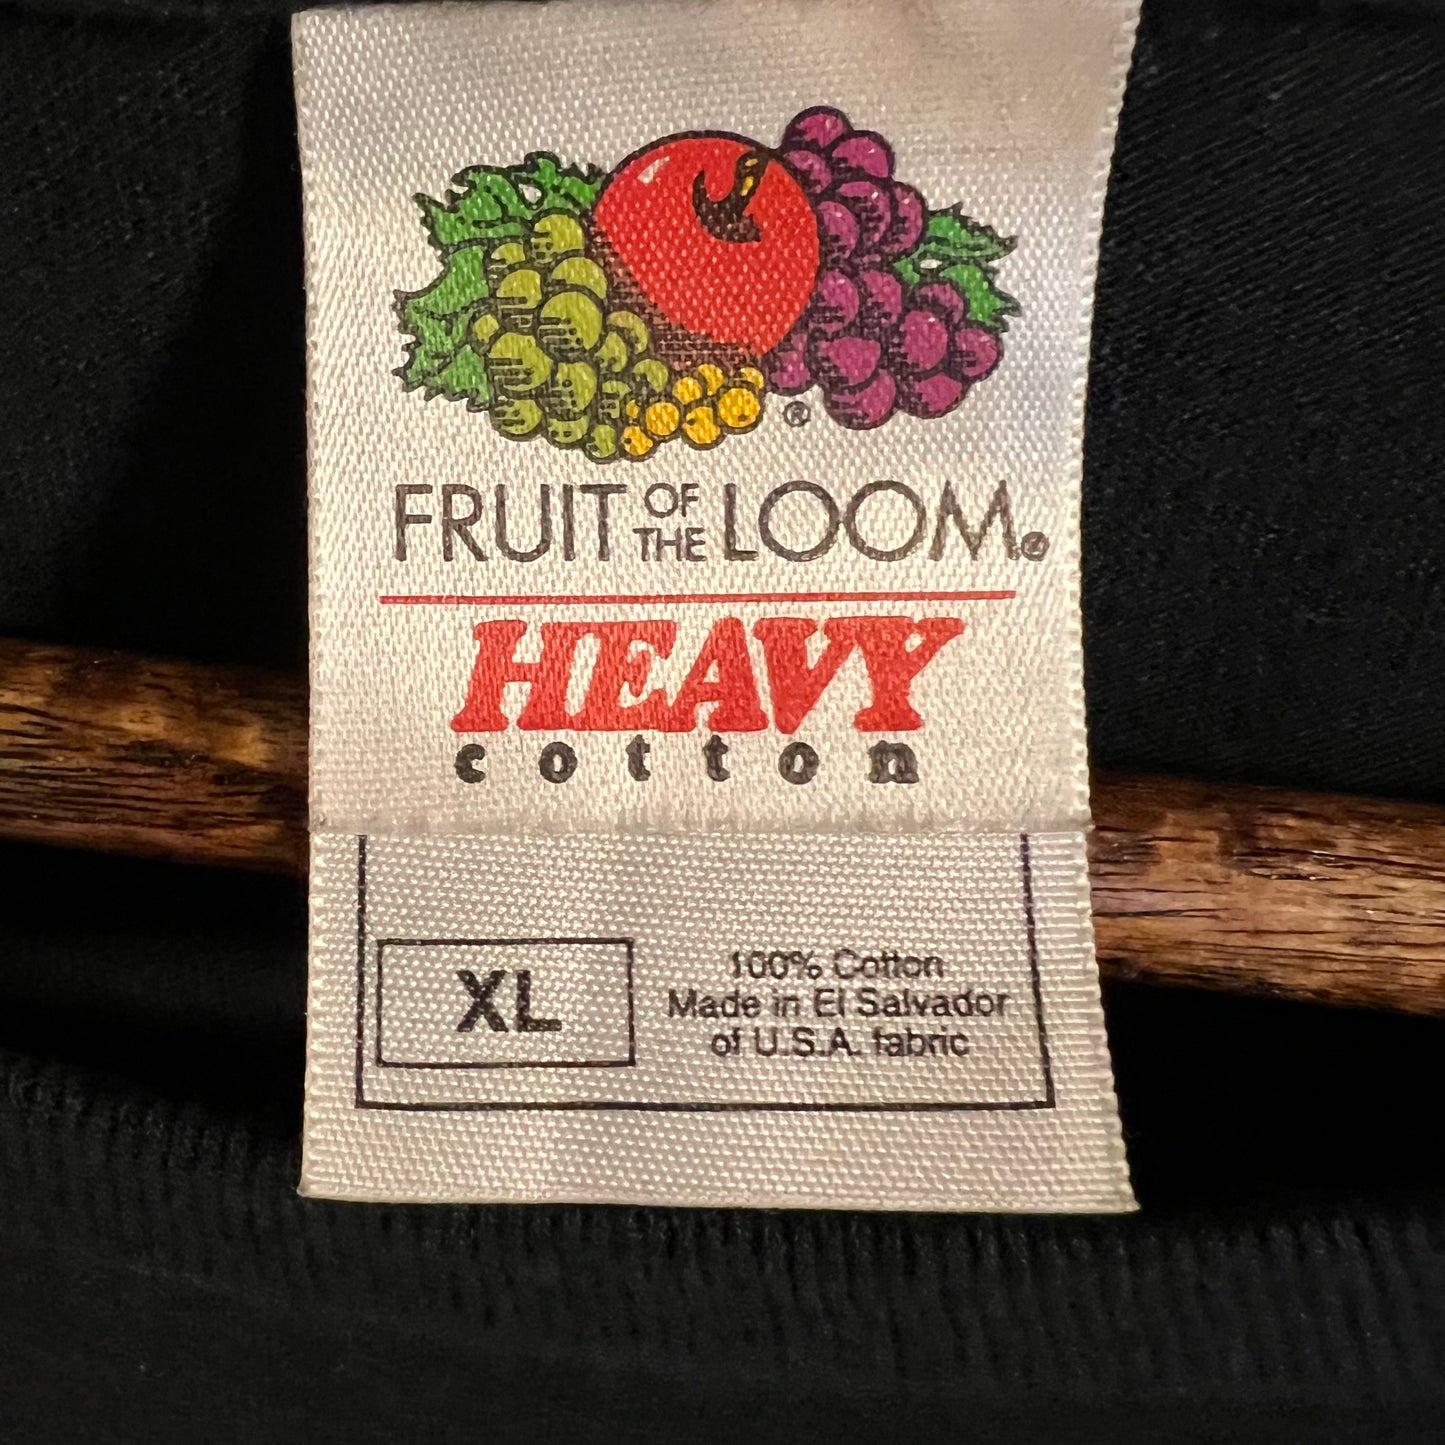 ®
FRUIT OF THE LOOM®
HEAVY
cotton
XL
100% Cotton
Made in El Salvador
of U.S.A. fabric